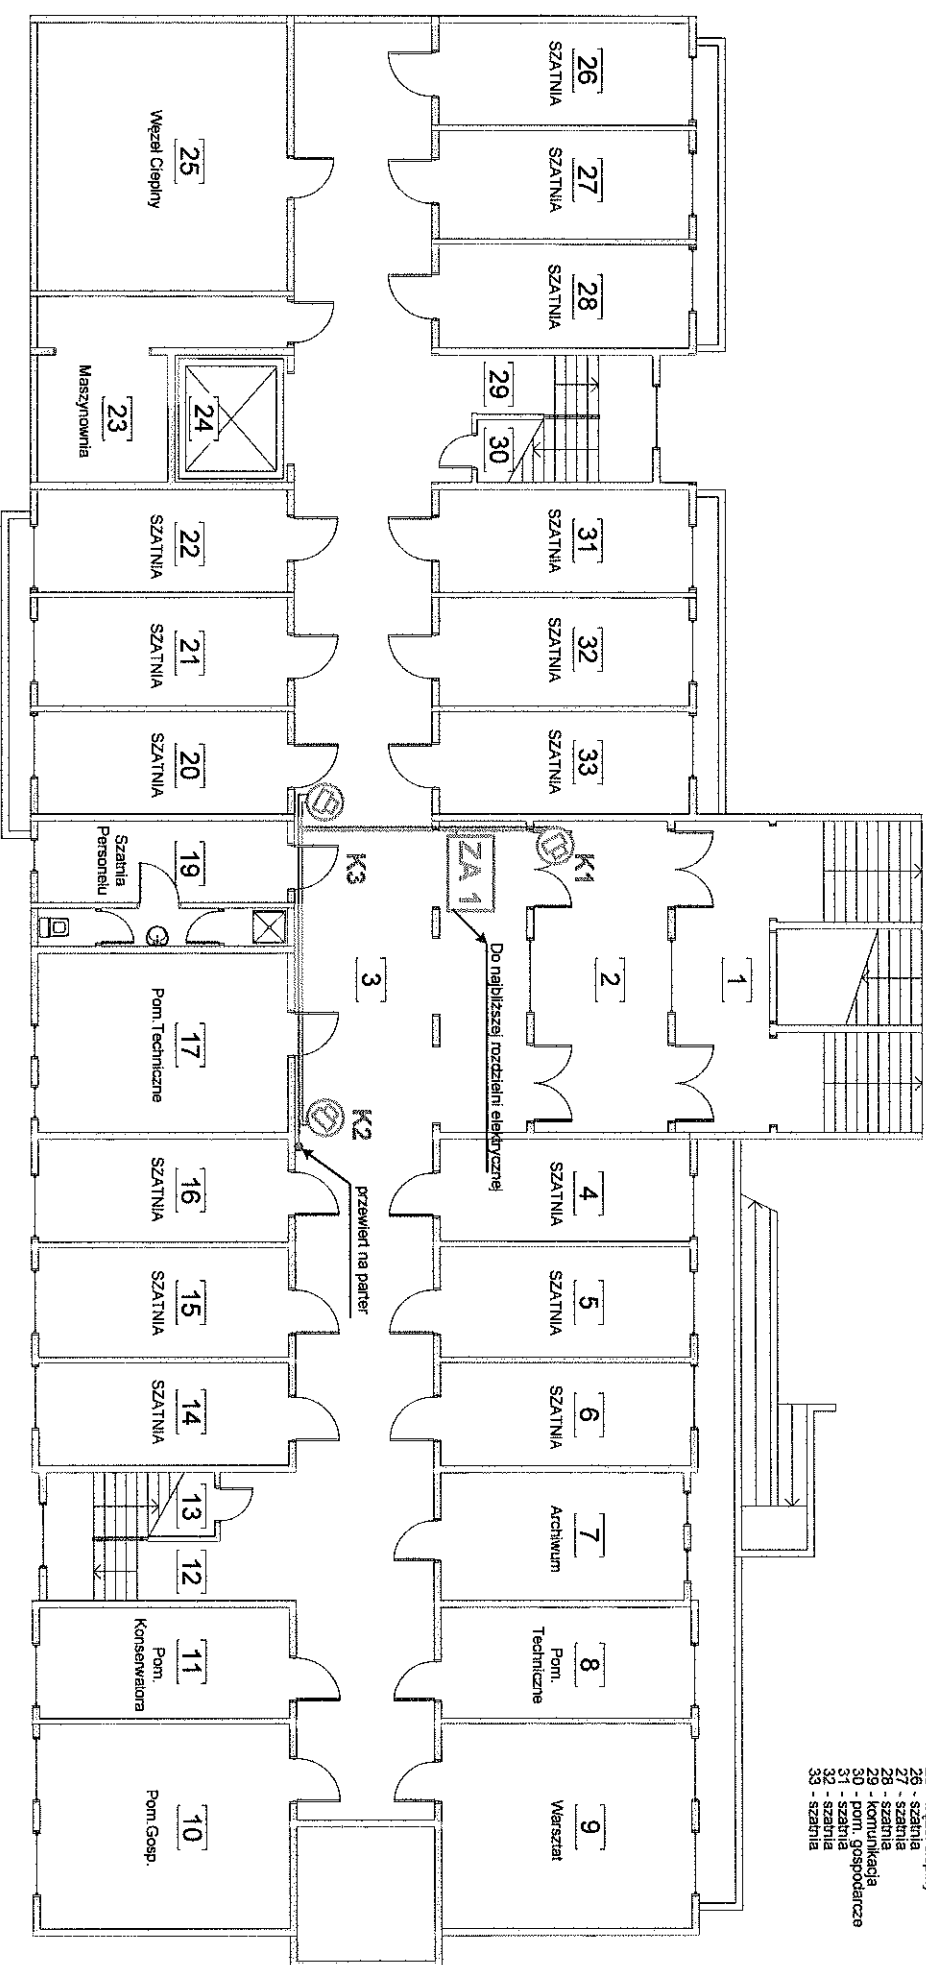 [26]
SZATNIA
[27]
SZATNIA
[28]
SZATNIA
[25]
Węzeł Cieplny
[29]
[30]
[24]
[23]
Maszynownia
[31]
SZATNIA
[32]
SZATNIA
[33]
SZATNIA
[22]
SZATNIA
[21]
SZATNIA
[20]
SZATNIA
[19]
Szatnia
Personelu
K3
K1
ZA 1
Do najbliższej rozdzielni elektrycznej
[1]
[2]
[3]
[17]
Pom.Techniczne
K2
przewiert na parter
[4]
SZATNIA
[5]
SZATNIA
[6]
SZATNIA
[16]
SZATNIA
[15]
SZATNIA
[14]
SZATNIA
[7]
Archiwum
[13]
[12]
[8]
Pom.
Techniczne
[11]
Pom.
Konserwatora
[9]
Warsztat
[10]
Pom.Gosp.
26 - szatnia
27 - szatnia
28 - szatnia
29 - komunikacja
30 - pom. gospodarcze
31 - szatnia
32 - szatnia
33 - szatnia